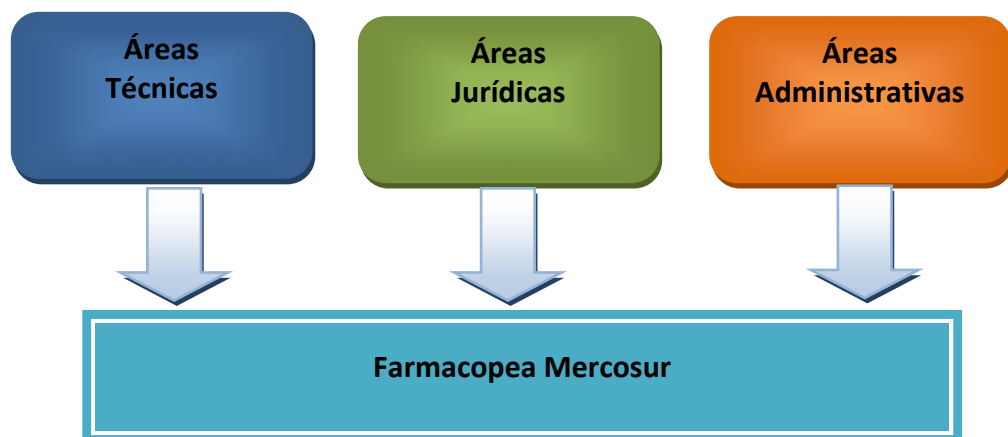 Áreas
Técnicas
Áreas
Jurídicas
Áreas
Administrativas
Farmacopea Mercosur